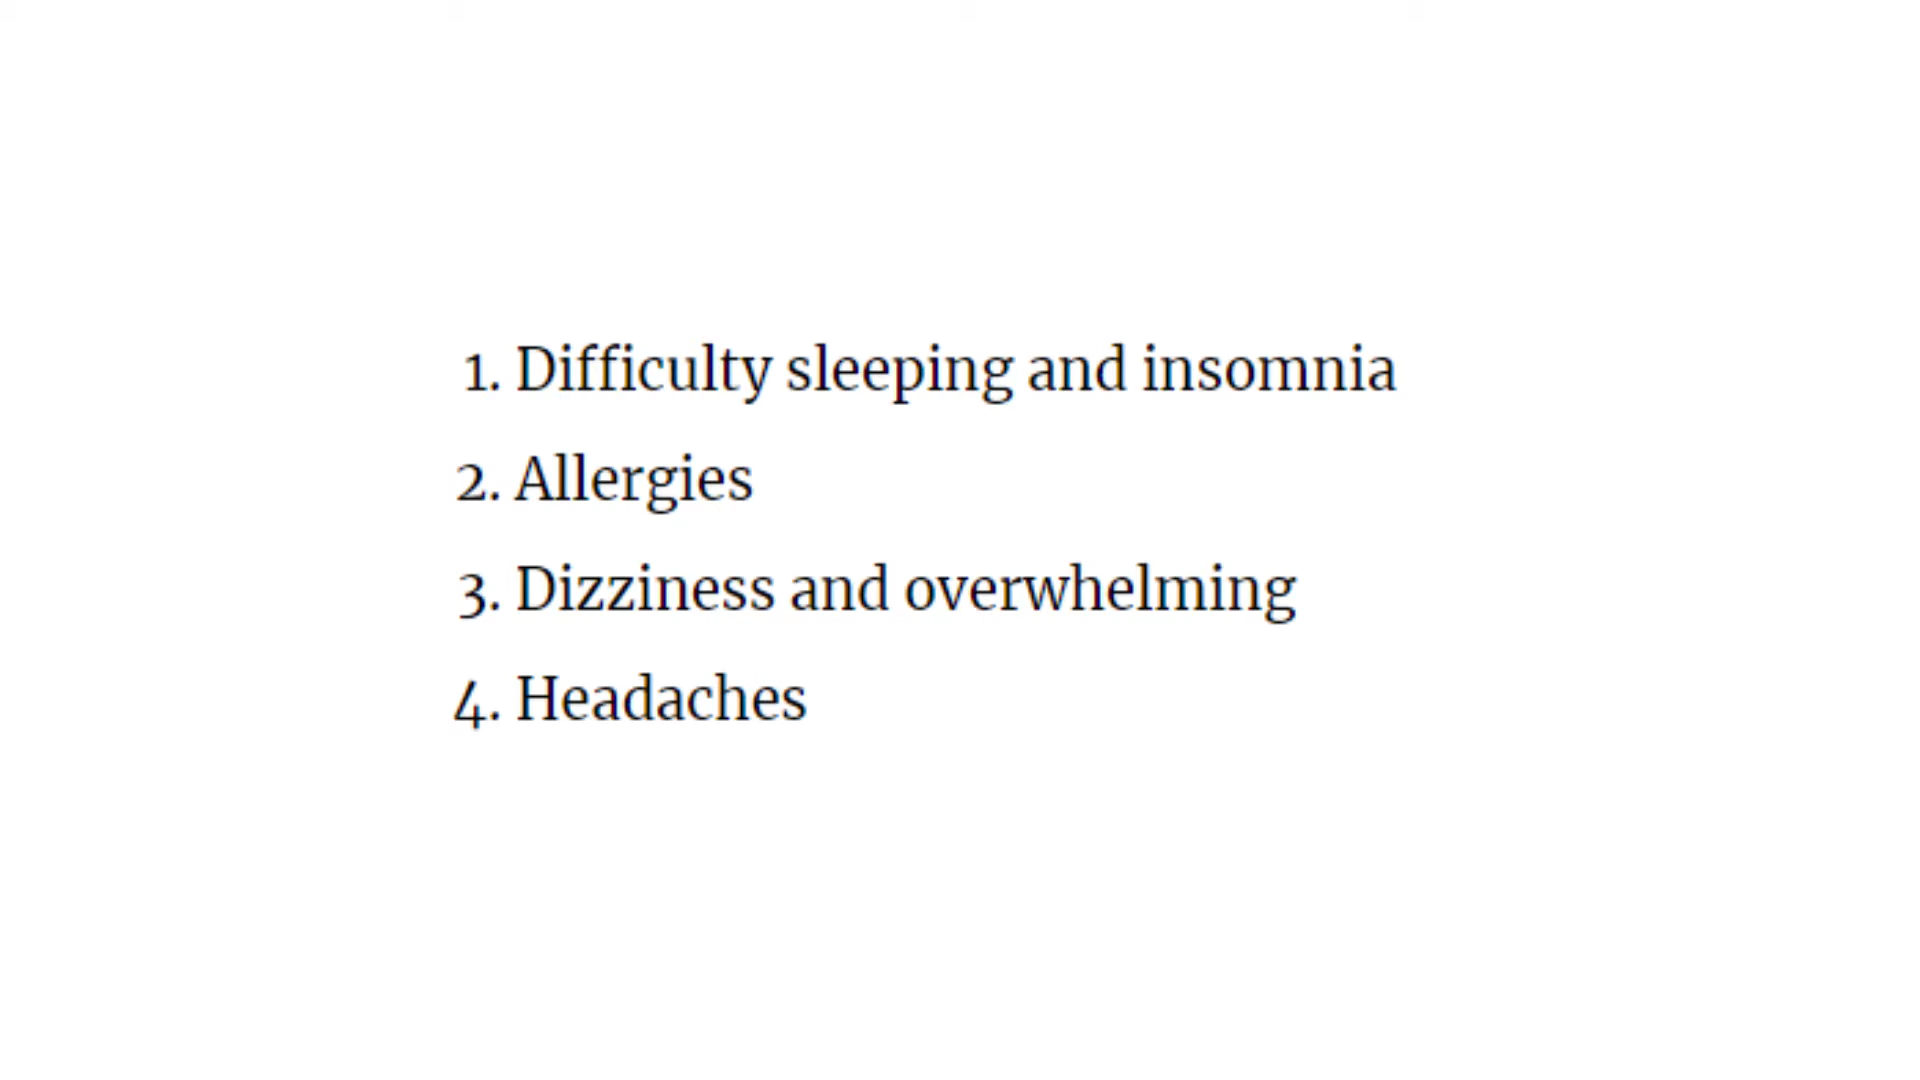 1. Difficulty sleeping and insomnia
2. Allergies
3. Dizziness and overwhelming
4. Headaches